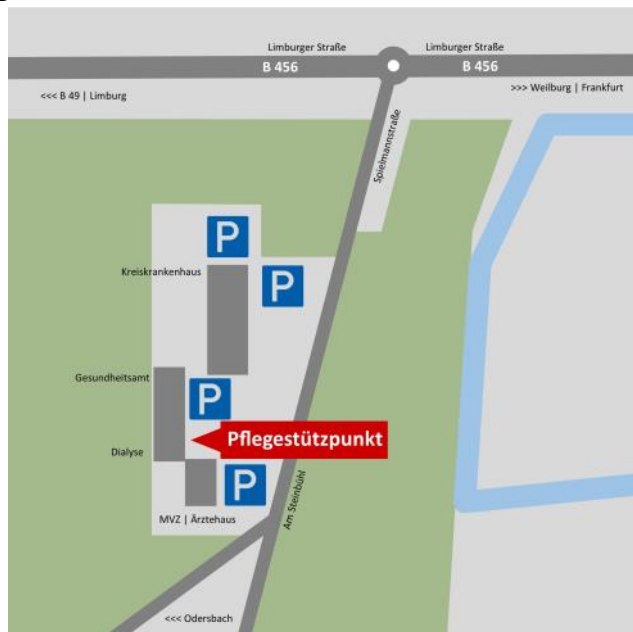 Limburger Straße
Limburger Straße
B 456
B 456
<<< B 49 | Limburg
>>> Weilburg | Frankfurt
Spielmannstraße
P
Kreiskrankenhaus
P
Gesundheitsamt
P
Pflegestützpunkt
Dialyse
P
Am Steinbühl
MVZ | Ärztehaus
<<< Odersbach